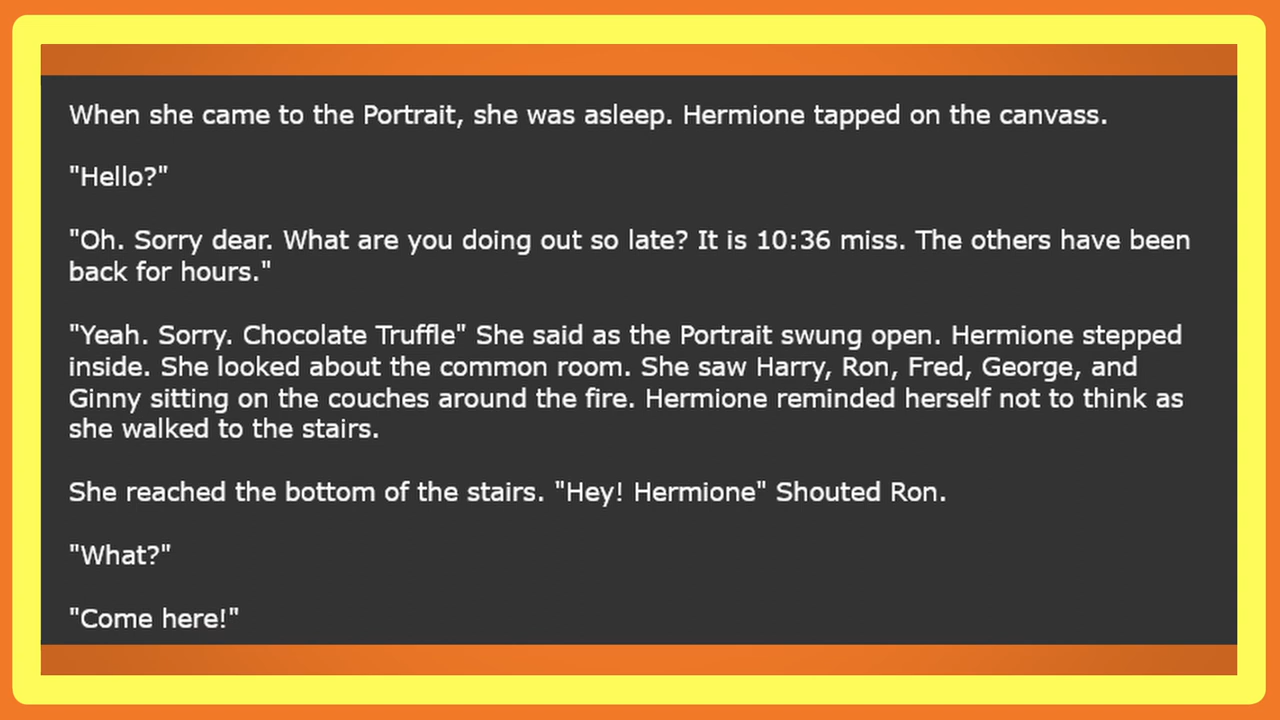 When she came to the Portrait, she was asleep. Hermione tapped on the canvass.
"Hello?"
"Oh. Sorry dear. What are you doing out so late? It is 10:36 miss. The others have been
back for hours."
"Yeah. Sorry. Chocolate Truffle" She said as the Portrait swung open. Hermione stepped
inside. She looked about the common room. She saw Harry, Ron, Fred, George, and
Ginny sitting on the couches around the fire. Hermione reminded herself not to think as
she walked to the stairs.
She reached the bottom of the stairs. "Hey! Hermione" Shouted Ron.
"What?"
"Come here!"